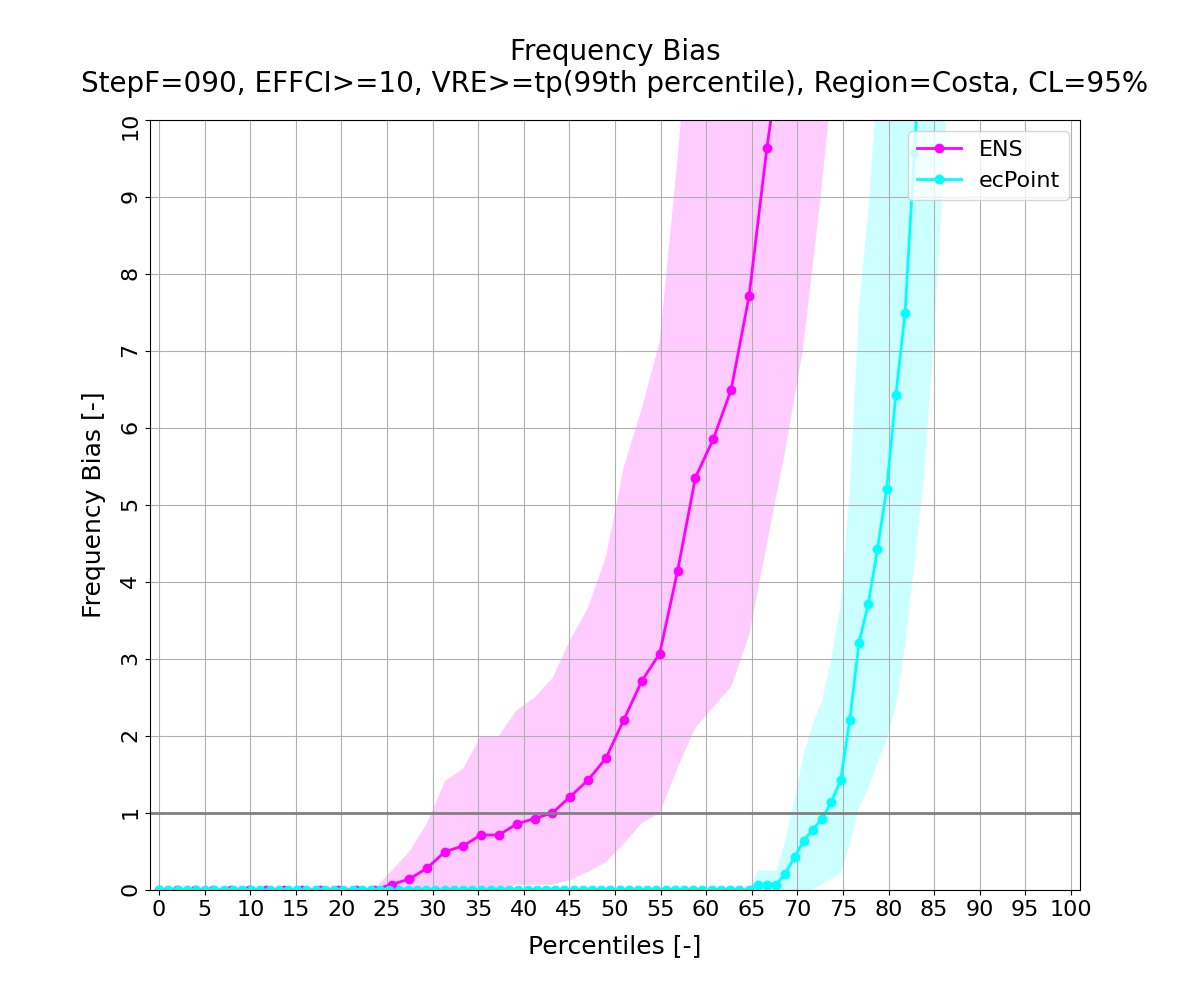 Frequency Bias
StepF=090, EFFCI>=10, VRE>=tp(99th percentile), Region=Costa, CL=95%
10
9
8
7
6
5
4
3
2
1
0
Frequency Bias [-]
ENS
ecPoint
0 5 10 15 20 25 30 35 40 45 50 55 60 65 70 75 80 85 90 95 100
Percentiles [-]